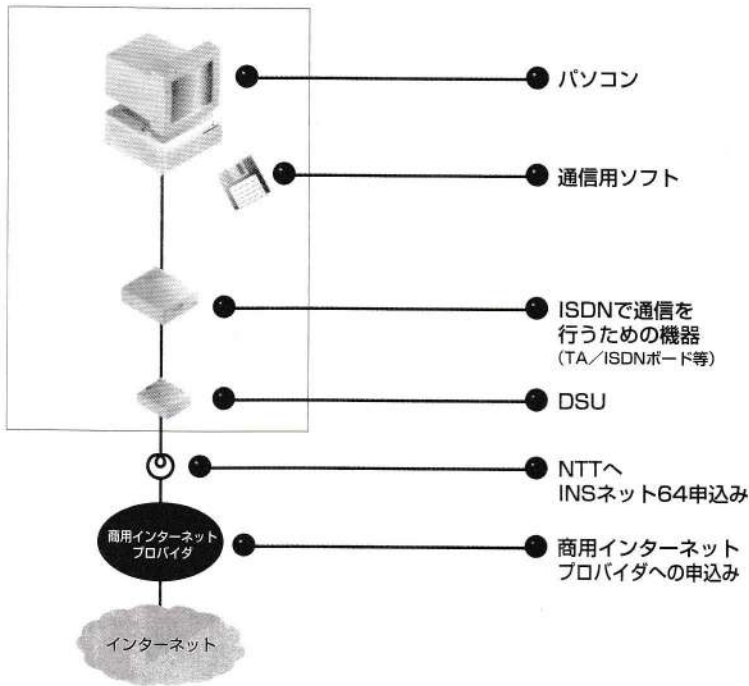 パソコン
通信用ソフト
ISDNで通信を
行うための機器
(TA／ISDNボード等)
DSU
NTTへ
INSネット64申込み
商用インターネット
プロバイダ
商用インターネット
プロバイダへの申込み
インターネット